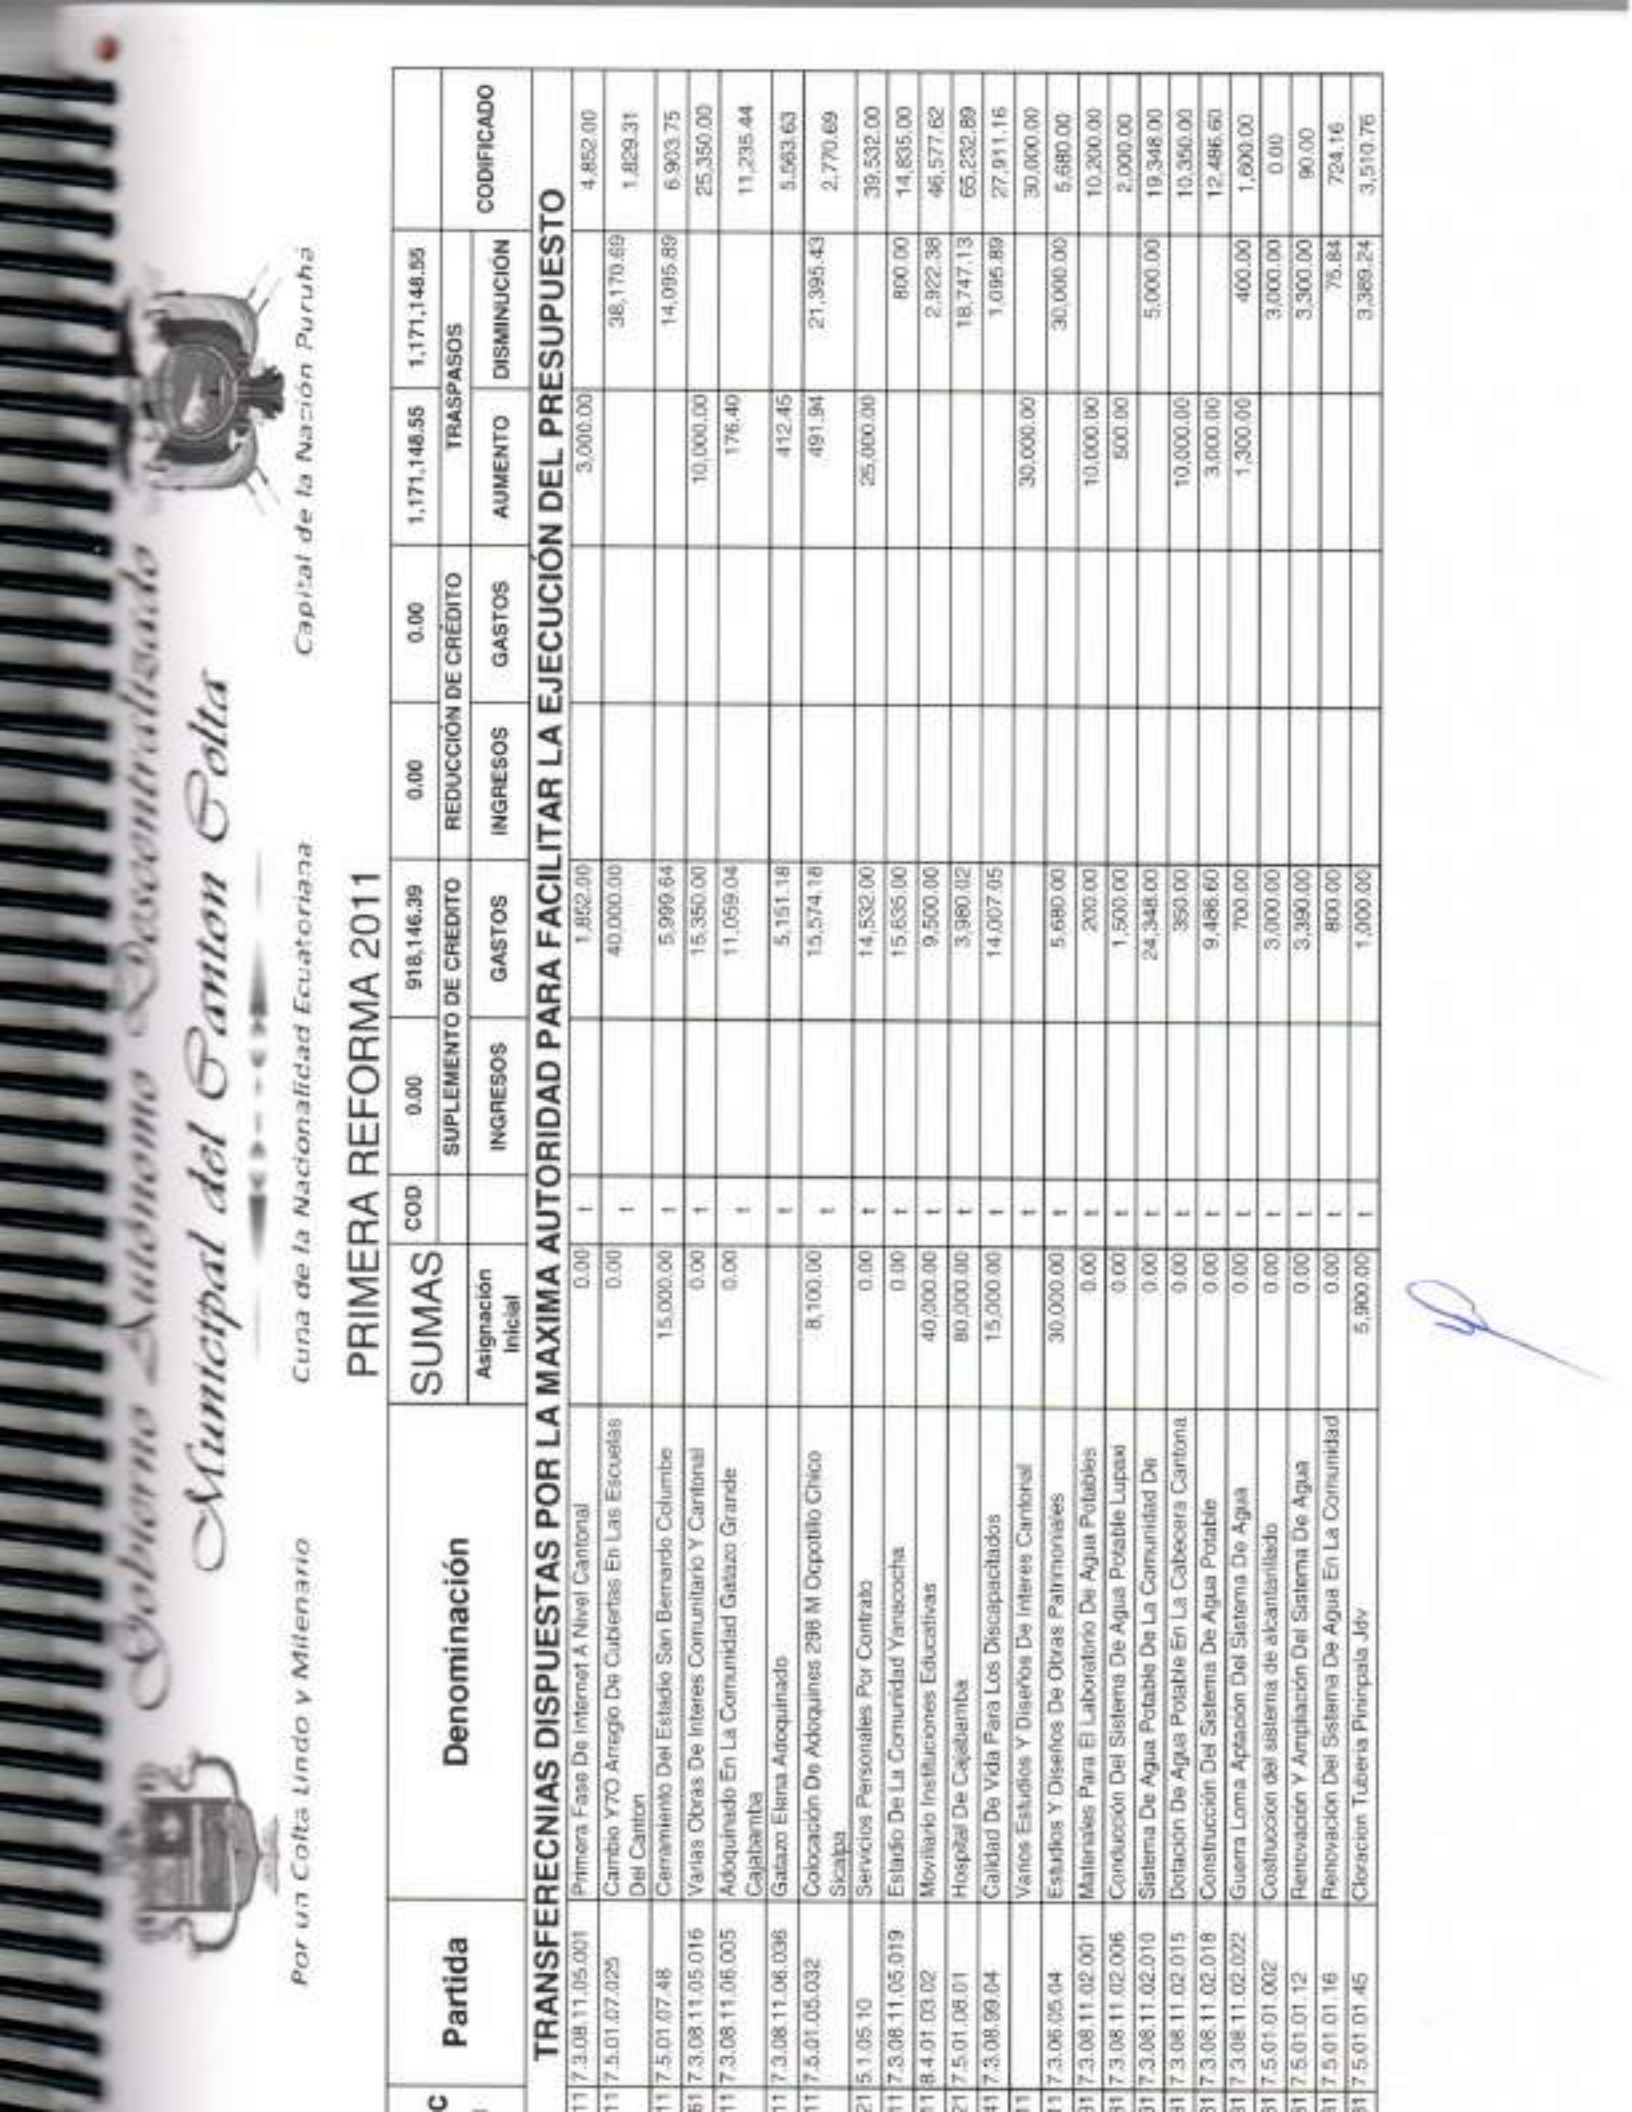 Gobierno Autónomo Descentralizado
Municipal del Canton Colta
Por un Colta Lindo y Milenario Cuna de la Nacionalidad Ecuatoriana Capital de la Nación Puruhá
PRIMERA REFORMA 2011
C Partida Denominación SUMAS COD 0.00 918,146.39 0.00 0.00 1,171,148.55 1,171,148.55
SUPLEMENTO DE CREDITO REDUCCIÓN DE CRÉDITO TRASPASOS
Asignación Inicial INGRESOS GASTOS INGRESOS GASTOS AUMENTO DISMINUCIÓN CODIFICADO
TRANSFERECNIAS DISPUESTAS POR LA MAXIMA AUTORIDAD PARA FACILITAR LA EJECUCIÓN DEL PRESUPUESTO
11 7.3.08.11.05.001 Primera Fase De Internet A Nivel Cantonal 0.00 t 1,852.00 3,000.00 4,852.00
11 7.5.01.07.025 Cambio Y7O Arreglo De Cubiertas En Las Escuelas 0.00 t 40,000.00 38,170.69 1,829.31
Del Canton
11 7.5.01.07.48 Cerramiento Del Estadio San Bernardo Columbe 15,000.00 t 5,999.64 14,095.89 6,903.75
61 7.3.08.11.05.016 Varias Obras De Interes Comunitario Y Cantonal 0.00 t 15,350.00 10,000.00 25,350.00
11 7.3.08.11.06.005 Adoquinado En La Comunidad Gatazo Grande 0.00 t 11,059.04 176.40 11,235.44
Cajabamba
11 7.3.08.11.06.036 Gatazo Elena Adoquinado t 5,151.18 412.45 5,563.63
11 7.5.01.05.032 Colocación De Adoquines 298 M Ocpotillo Chico 8,100.00 t 15,574.18 491.94 21,395.43 2,770.69
Sicalpa
21 5.1.05.10 Servicios Personales Por Contrato 0.00 t 14,532.00 25,000.00 39,532.00
11 7.3.08.11.05.019 Estadio De La Comunidad Yanacocha 0.00 t 15,635.00 800.00 14,835.00
11 8.4.01.03.02 Moviliario Instituciones Educativas 40,000.00 t 9,500.00 2,922.38 46,577.62
21 7.5.01.08.01 Hospital De Cajabamba 80,000.00 t 3,980.02 18,747.13 65,232.89
41 7.3.08.99.04 Calidad De Vida Para Los Discapacitados 15,000.00 t 14,007.05 1,095.89 27,911.16
11 Varios Estudios Y Diseños De Interes Cantonal t 30,000.00 30,000.00
11 7.3.06.05.04 Estudios Y Diseños De Obras Patrimoniales 30,000.00 t 5,680.00 30,000.00 5,680.00
31 7.3.08.11.02.001 Materiales Para El Laboratorio De Agua Potables 0.00 t 200.00 10,000.00 10,200.00
31 7.3.08.11.02.006 Conducción Del Sistema De Agua Potable Lupaxi 0.00 t 1,500.00 500.00 2,000.00
31 7.3.08.11.02.010 Sistema De Agua Potable De La Comunidad De 0.00 t 24,348.00 5,000.00 19,348.00
31 7.3.08.11.02.015 Dotación De Agua Potable En La Cabecera Cantona 0.00 t 350.00 10,000.00 10,350.00
31 7.3.08.11.02.018 Construcción Del Sistema De Agua Potable 0.00 t 9,486.60 3,000.00 12,486.60
31 7.3.08.11.02.022 Guerra Loma Aptación Del Sistema De Agua 0.00 t 700.00 1,300.00 400.00 1,600.00
31 7.5.01.01.002 Costruccion del sistema de alcantarillado 0.00 t 3,000.00 3,000.00 0.00
31 7.5.01.01.12 Renovación Y Ampliación Del Sistema De Agua 0.00 t 3,390.00 3,300.00 90.00
31 7.5.01.01.16 Renovacion Del Sistema De Agua En La Comunidad 0.00 t 800.00 75.84 724.16
31 7.5.01.01.45 Cloracion Tuberia Pininpala Jdv 5,900.00 t 1,000.00 3,389.24 3,510.76